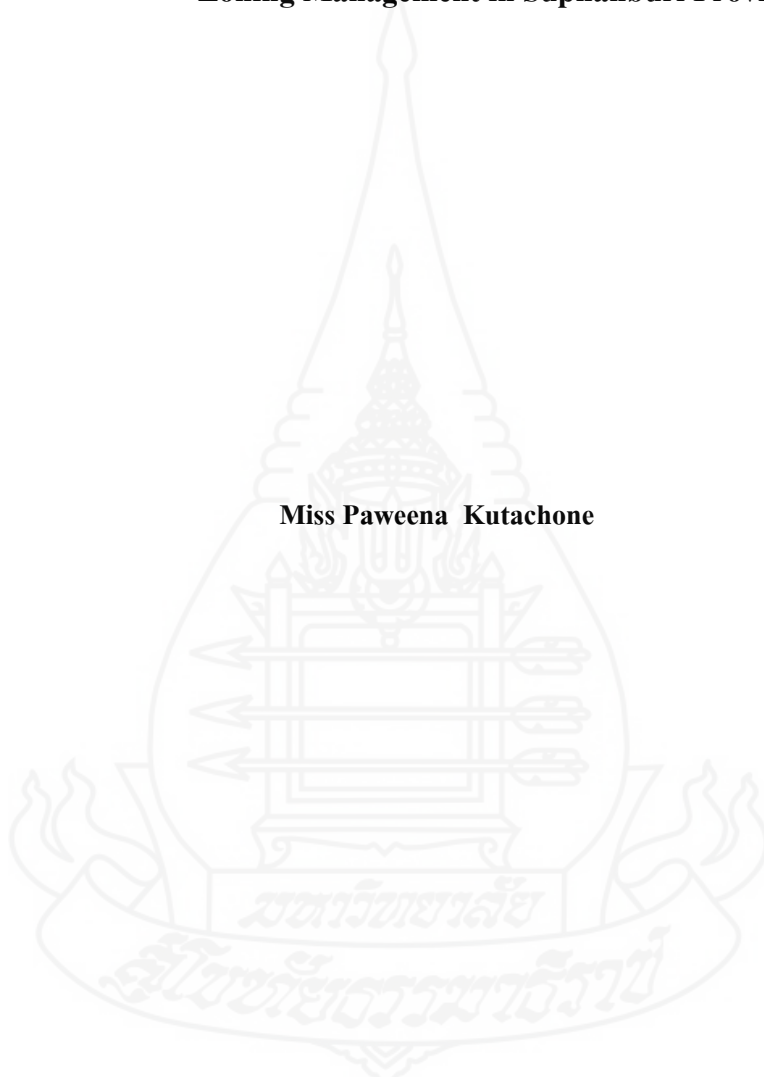 Zoning Management in Suphanburi
Miss Paweena Kutachone
มหาวิทยาลัย
สุโขทัยธรรมาธิราช